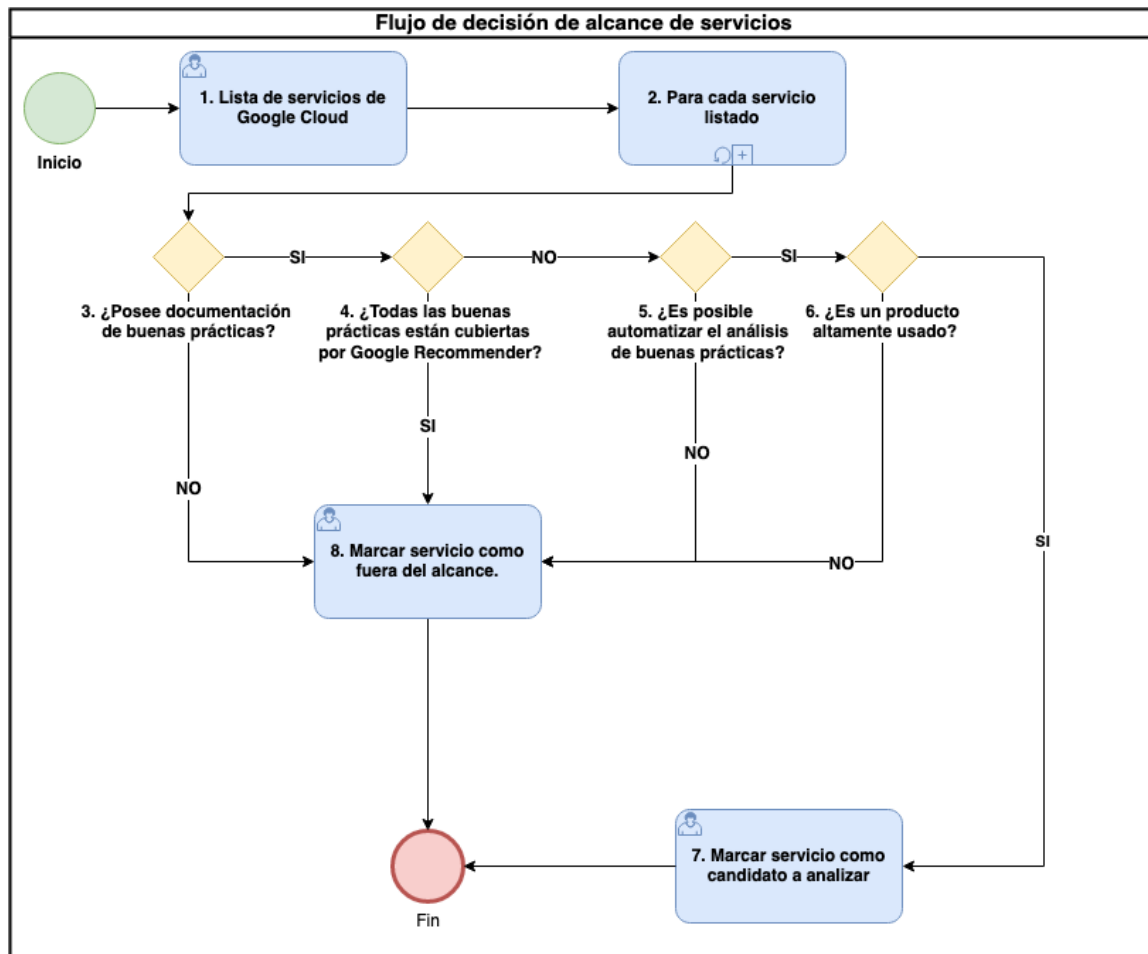 Flujo de decisión de alcance de servicios
Inicio
1. Lista de servicios de
Google Cloud
2. Para cada servicio
listado
+
SI
NO
SI
3. ¿Posee documentación
de buenas prácticas?
4. ¿Todas las buenas
prácticas están cubiertas
por Google Recommender?
5. ¿Es posible
automatizar el análisis
de buenas prácticas?
6. ¿Es un producto
altamente usado?
SI
NO
NO
SI
8. Marcar servicio como
fuera del alcance.
NO
7. Marcar servicio como
candidato a analizar
Fin